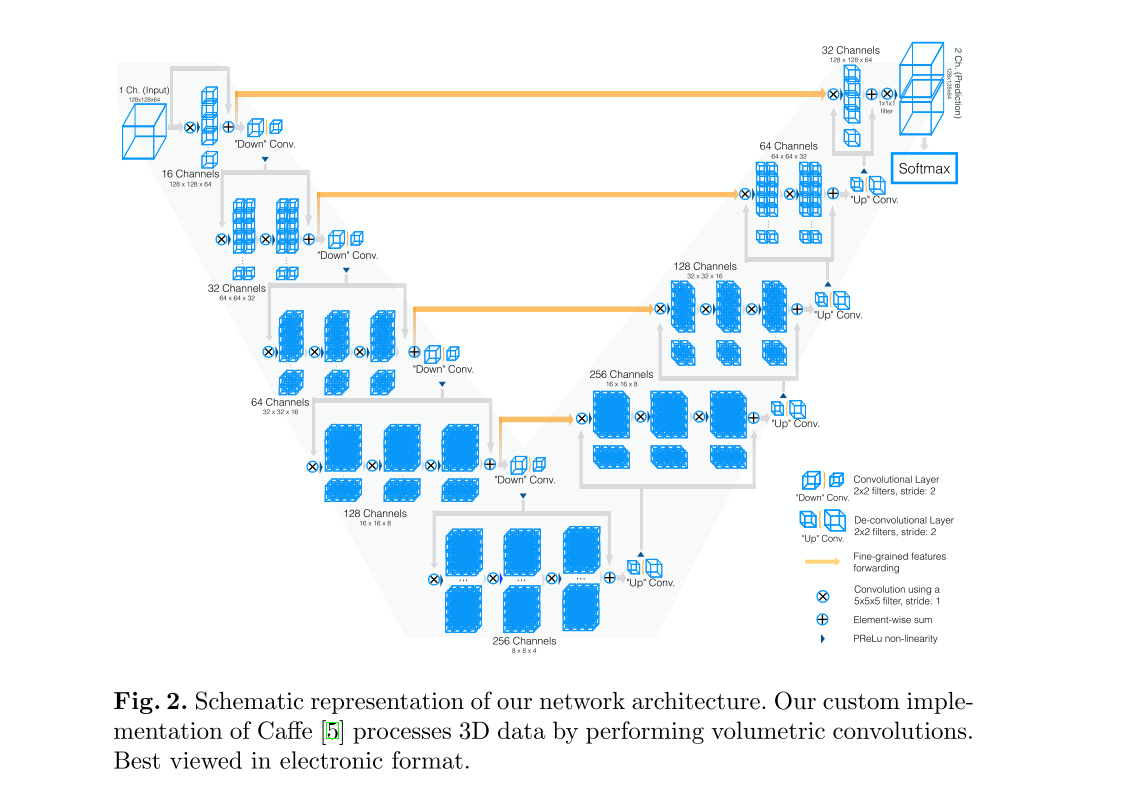 1 Ch. (Input)
128x128x64
"Down" Conv.
16 Channels
128 x 128 x 64
"Down" Conv.
32 Channels
64 x 64 x 32
"Down" Conv.
64 Channels
32 x 32 x 16
"Down" Conv.
128 Channels
16 x 16 x 8
256 Channels
8 x 8 x 4
"Up" Conv.
256 Channels
16 x 16 x 8
"Up" Conv.
128 Channels
32 x 32 x 16
"Up" Conv.
64 Channels
64 x 64 x 32
"Up" Conv.
32 Channels
128 x 128 x 64
1x1x1
filter
2 Ch. (Prediction)
128x128x64
Softmax
"Down" Conv.
Convolutional Layer
2x2 filters, stride: 2
"Up" Conv.
De-convolutional Layer
2x2 filters, stride: 2
Fine-grained features
forwarding
Convolution using a
5x5x5 filter, stride: 1
Element-wise sum
PReLu non-linearity
Fig. 2. Schematic representation of our network architecture. Our custom imple-
mentation of Caffe [5] processes 3D data by performing volumetric convolutions.
Best viewed in electronic format.